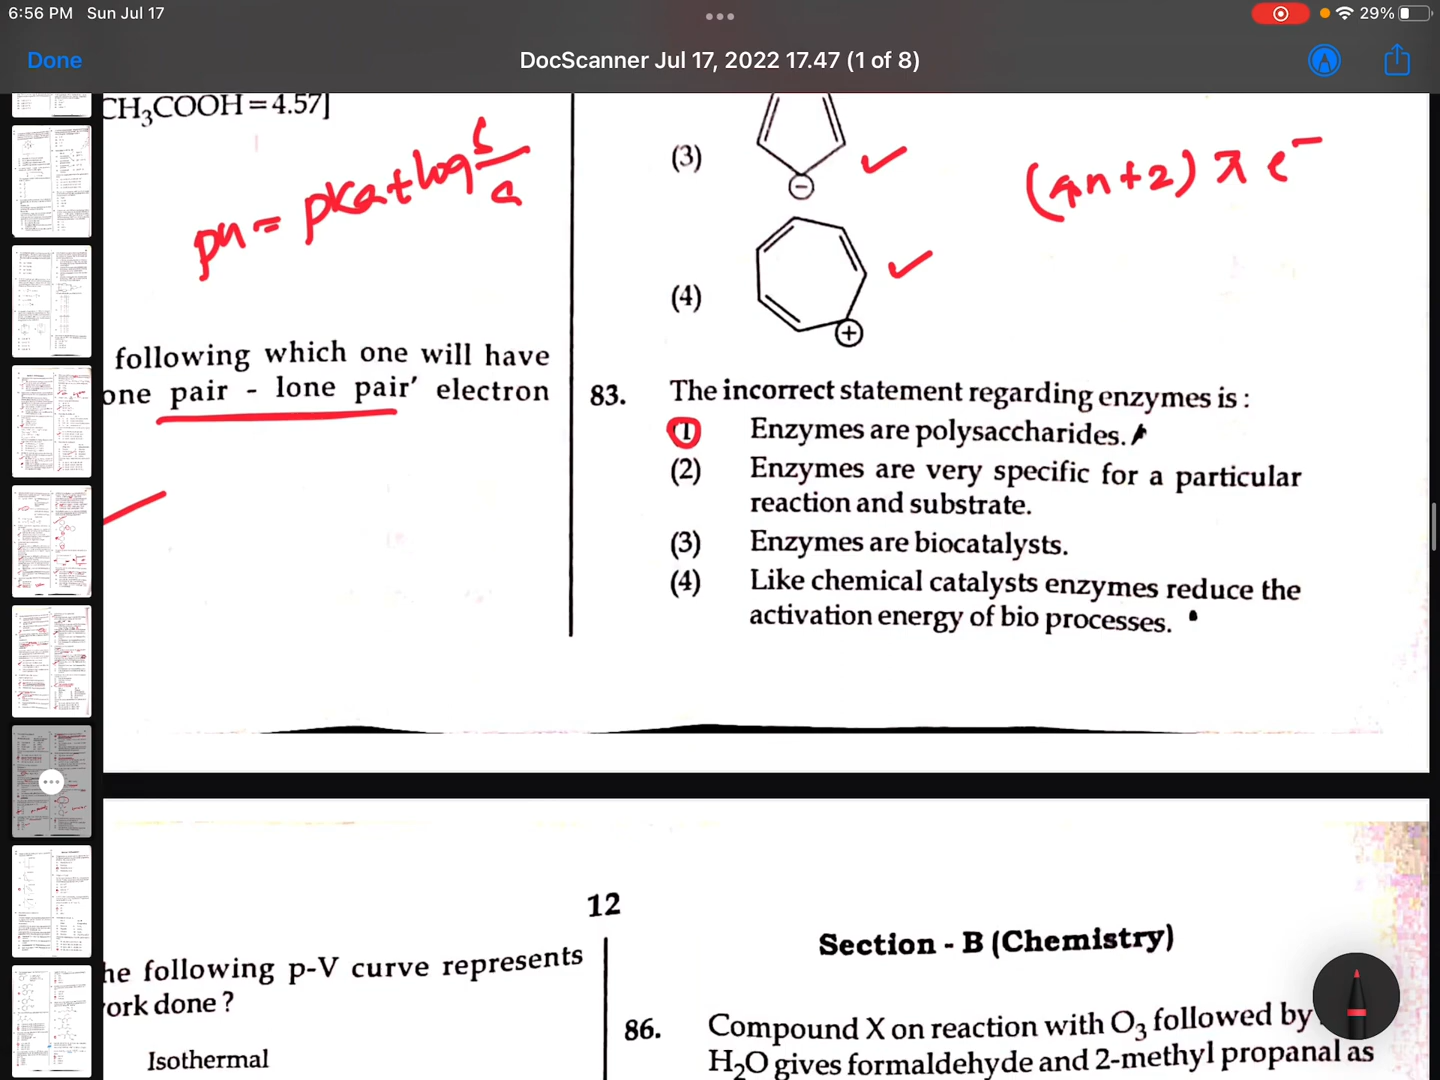 6:56 PM Sun Jul 17
29%
Done
DocScanner Jul 17, 2022 17.47 (1 of 8)
CH₃COOH = 4.57]
pH = pKa + log s/a
following which one will have
one pair - lone pair' electron
(3)
(4n+2) π e⁻
(4)
83. The incorrect statement regarding enzymes is :
(1) Enzymes are polysaccharides.
(2) Enzymes are very specific for a particular
reaction and substrate.
(3) Enzymes are biocatalysts.
(4) Like chemical catalysts enzymes reduce the
activation energy of bio processes.
12
he following p-V curve represents
ork done ?
Isothermal
Section - B (Chemistry)
86. Compound X on reaction with O₃ followed by
H₂O gives formaldehyde and 2-methyl propanal as